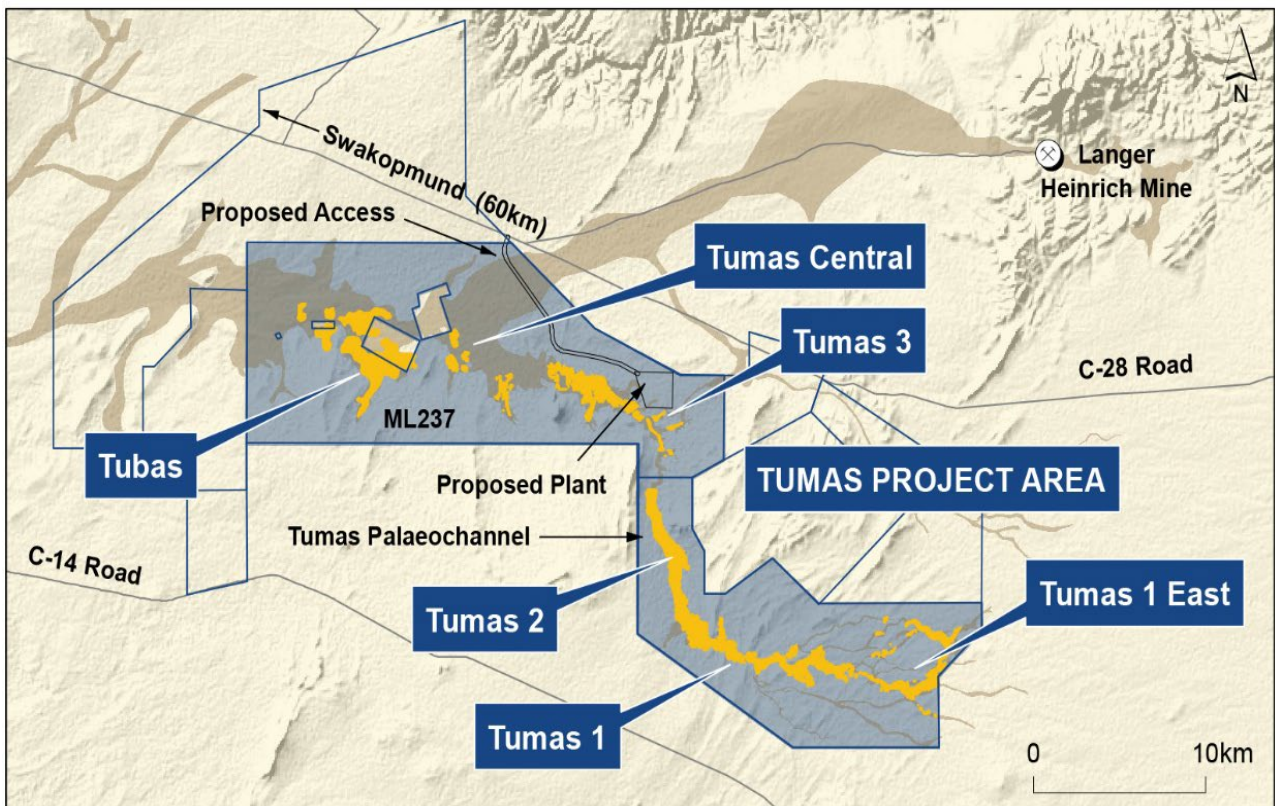 N
Swakopmund (60km)
Langer
Heinrich Mine
Proposed Access
Tumas Central
Tumas 3
C-28 Road
ML237
Tubas
Proposed Plant
TUMAS PROJECT AREA
Tumas Palaeochannel
C-14 Road
Tumas 2
Tumas 1 East
Tumas 1
0 10km